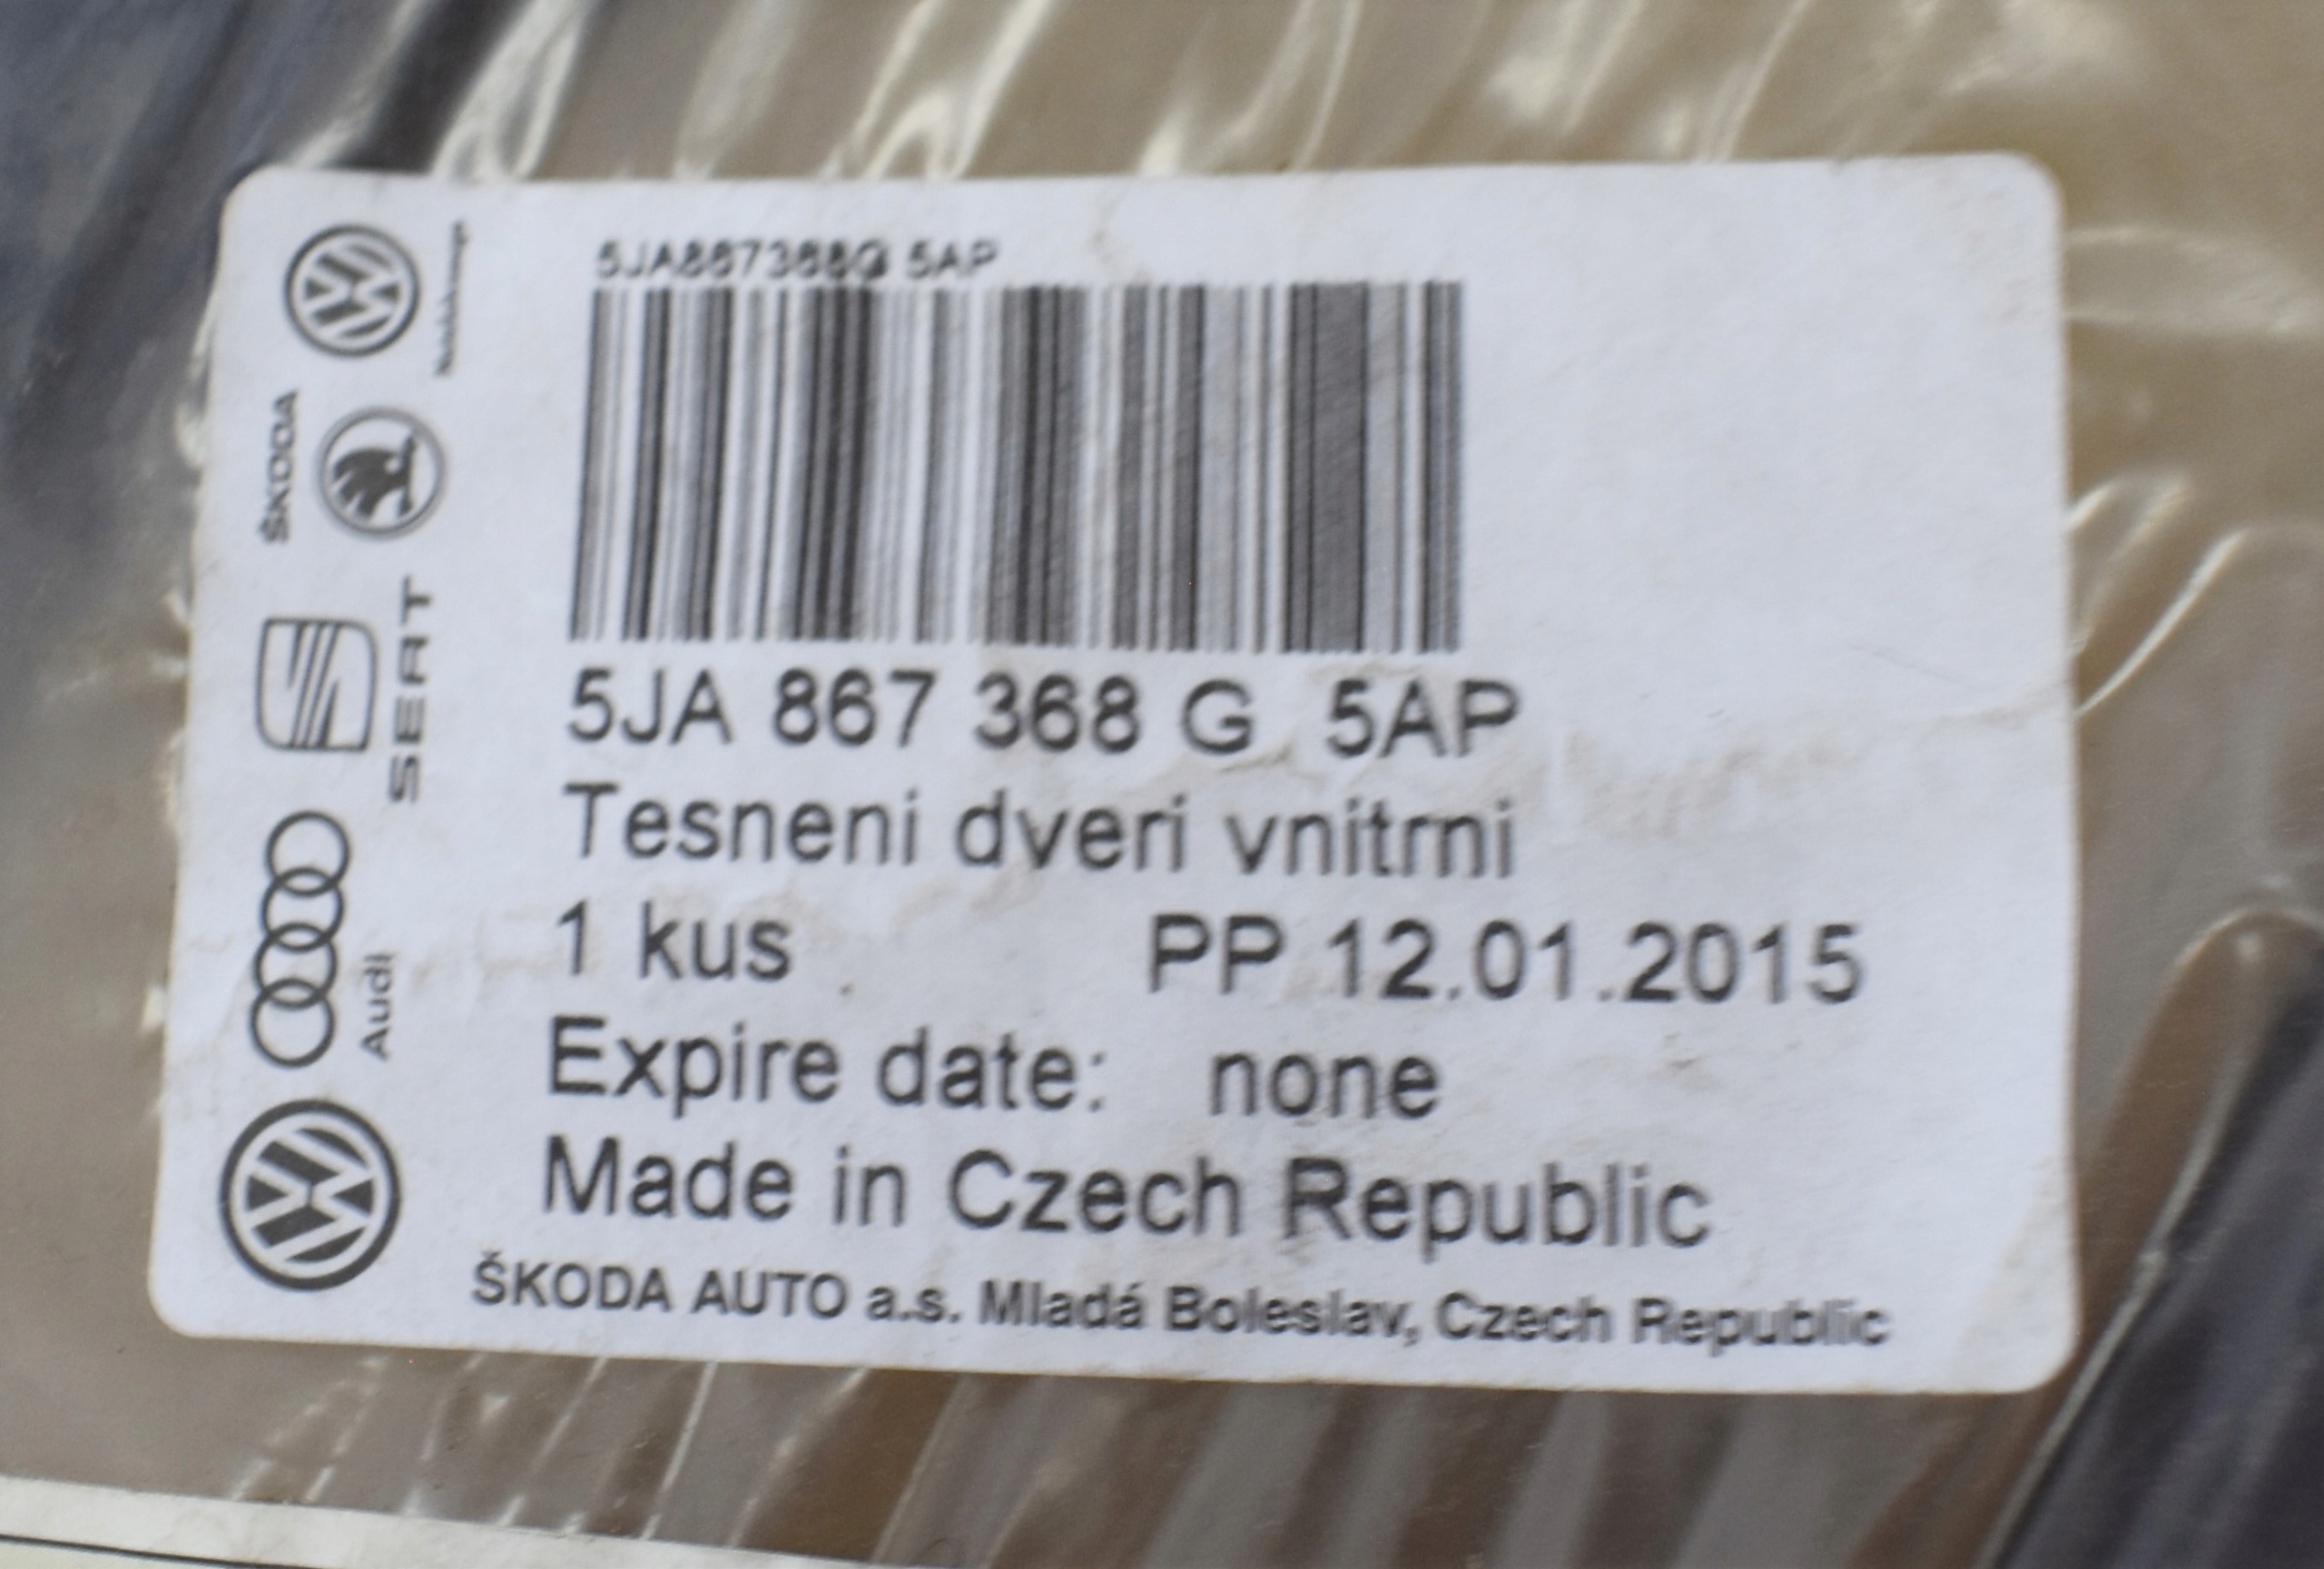 5JA867368G 5AP
5JA 867 368 G 5AP
Tesneni dveri vnitrni
1 kus PP 12.01.2015
Expire date: none
Made in Czech Republic
ŠKODA AUTO a.s. Mladá Boleslav, Czech Republic
ŠKODA
SEAT
Audi